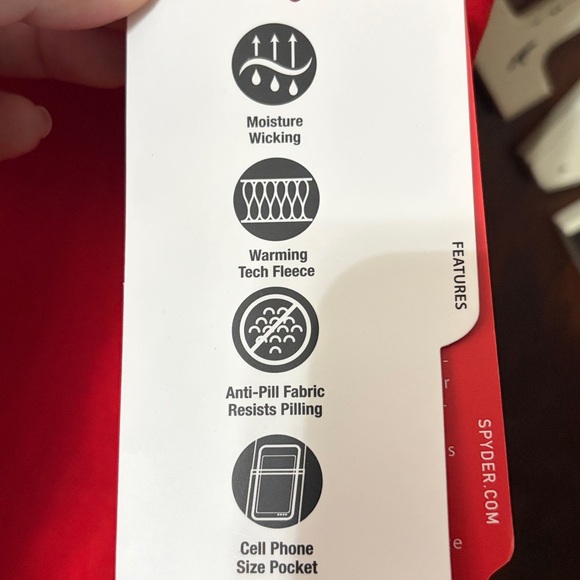 Moisture
Wicking
Warming
Tech Fleece
Anti-Pill Fabric
Resists Pilling
Cell Phone
Size Pocket
FEATURES
SPYDER.COM
r
s
e